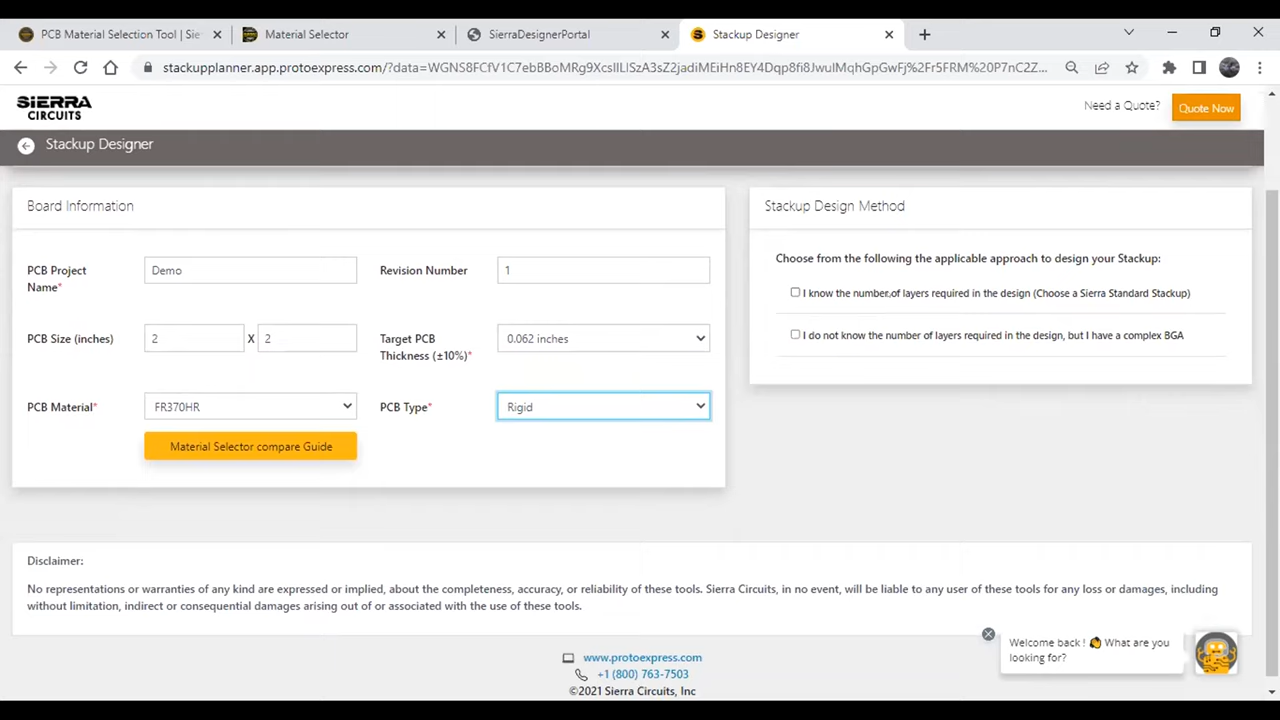 PCB Material Selection Tool | Sie
Material Selector
SierraDesignerPortal
Stackup Designer
stackupplanner.app.protoexpress.com/?data=
SIERRA
CIRCUITS
Need a Quote?
Quote Now
Stackup Designer
Board Information
Stackup Design Method
PCB Project
Name*
Demo
Revision Number
1
Choose from the following the applicable approach to design your Stackup:
I know the number of layers required in the design (Choose a Sierra Standard Stackup)
PCB Size (inches)
2
X
2
Target PCB
Thickness (±10%)*
0.062 inches
I do not know the number of layers required in the design, but I have a complex BGA
PCB Material*
FR370HR
PCB Type*
Rigid
Material Selector compare Guide
Disclaimer:
No representations or warranties of any kind are expressed or implied, about the completeness, accuracy, or reliability of these tools. Sierra Circuits, in no event, will be liable to any user of these tools for any loss or damages, including
without limitation, indirect or consequential damages arising out of or associated with the use of these tools.
Welcome back ! What are you
looking for?
www.protoexpress.com
+1 (800) 763-7503
©2021 Sierra Circuits, Inc